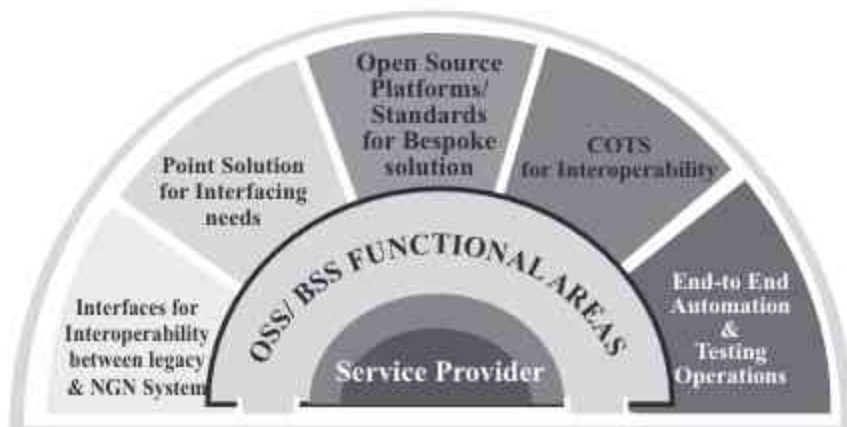 Open Source
Platforms/
Standards
for Bespoke
solution
Point Solution
for Interfacing
needs
COTS
for Interoperability
Interfaces for
Interoperability
between legacy
& NGN System
OSS/ BSS FUNCTIONAL AREAS
Service Provider
End-to End
Automation
&
Testing
Operations